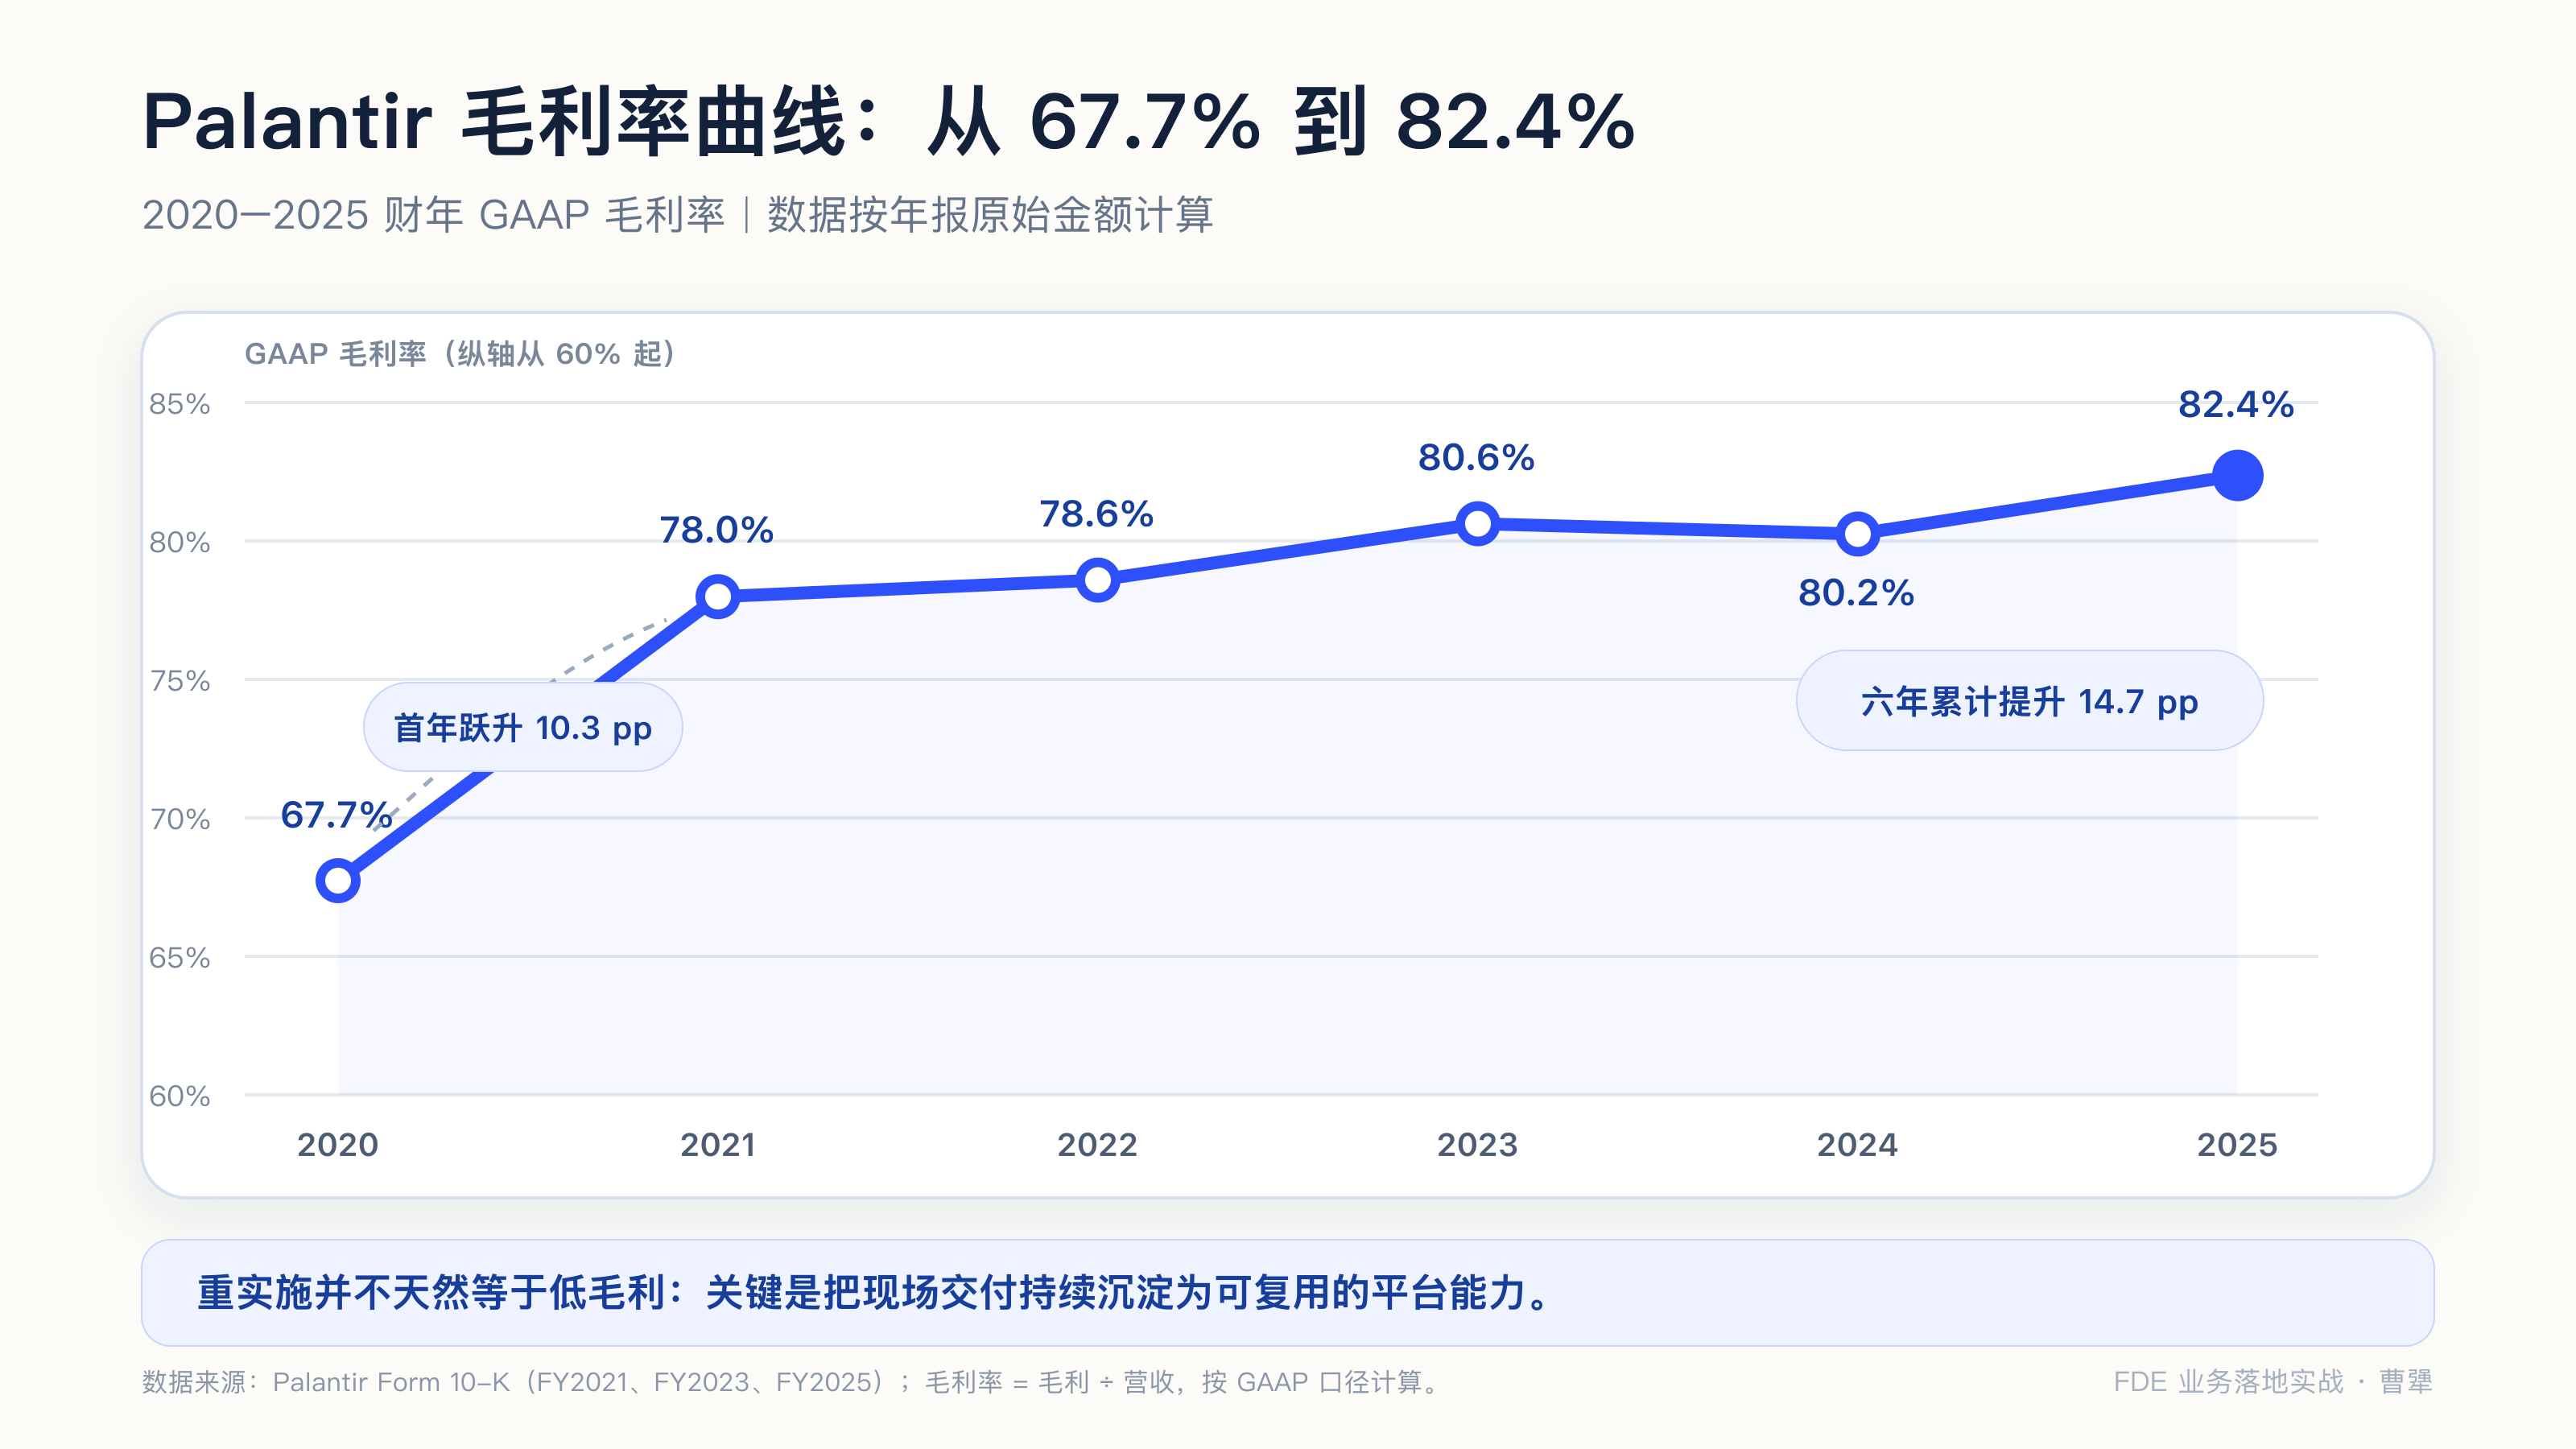 Palantir 毛利率曲线：从 67.7% 到 82.4%
2020—2025 财年 GAAP 毛利率｜数据按年报原始金额计算
GAAP 毛利率（纵轴从 60% 起）
85%
82.4%
80.6%
78.6%
78.0%
80%
80.2%
75%
六年累计提升 14.7 pp
首年跃升 10.3 pp
67.7%
70%
65%
60%
2020
2021
2022
2023
2024
2025
重实施并不天然等于低毛利：关键是把现场交付持续沉淀为可复用的平台能力。
数据来源：Palantir Form 10-K（FY2021、FY2023、FY2025）；毛利率 = 毛利 ÷ 营收，按 GAAP 口径计算。
FDE 业务落地实战 · 曹犟